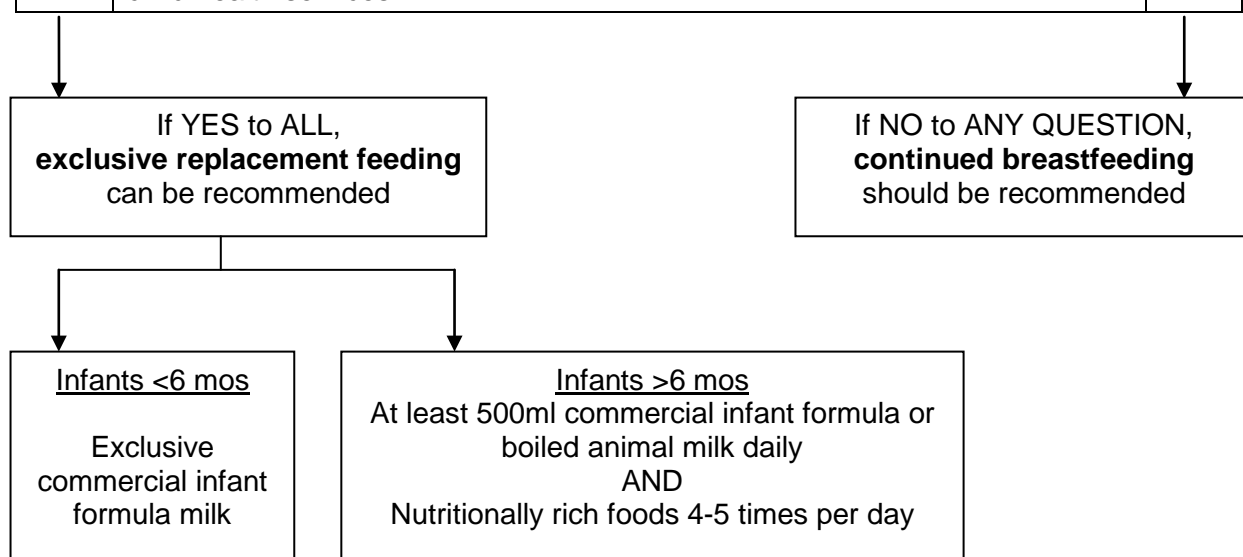 If YES to ALL,
exclusive replacement feeding
can be recommended
If NO to ANY QUESTION,
continued breastfeeding
should be recommended
Infants <6 mos
Exclusive
commercial infant
formula milk
Infants >6 mos
At least 500ml commercial infant formula or
boiled animal milk daily
AND
Nutritionally rich foods 4-5 times per day